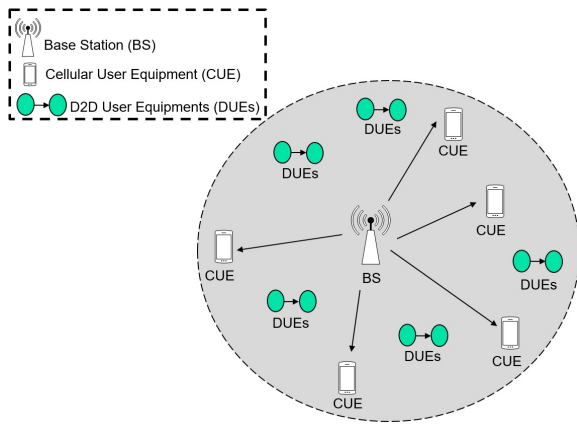 Base Station (BS)
Cellular User Equipment (CUE)
D2D User Equipments (DUEs)
DUEs
CUE
DUEs
CUE
CUE
BS
DUEs
DUEs
DUEs
CUE
CUE